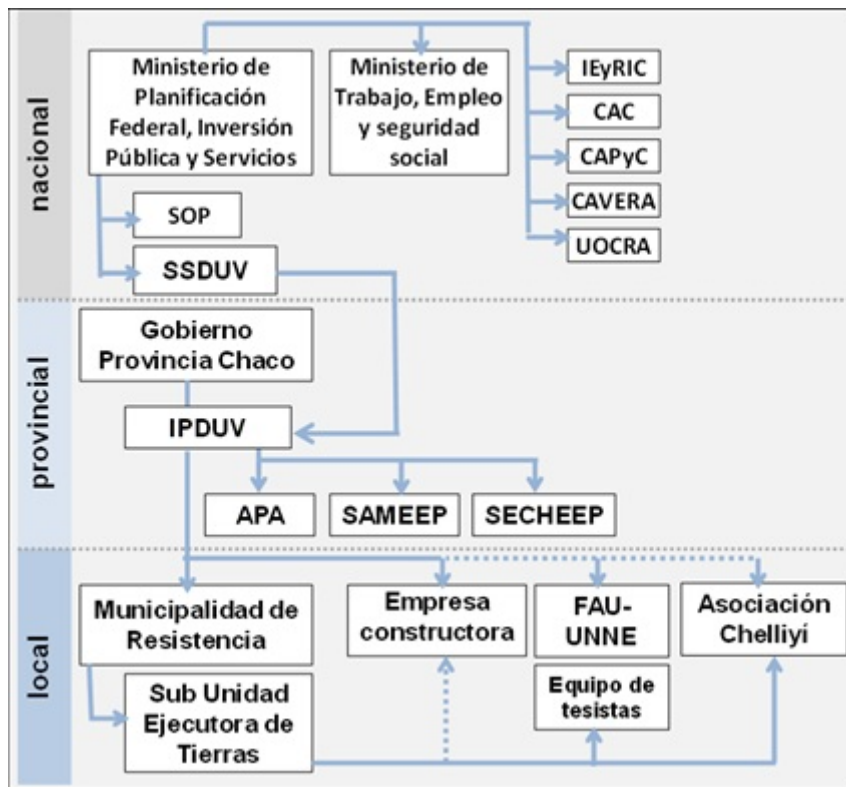 nacional
Ministerio de
Planificación
Federal, Inversión
Pública y Servicios
Ministerio de
Trabajo, Empleo
y seguridad
social
IEyRIC
CAC
CAPyC
CAVERA
UOCRA
SOP
SSDUV
provincial
Gobierno
Provincia Chaco
IPDUV
APA
SAMEEP
SECHEEP
local
Municipalidad de
Resistencia
Empresa
constructora
FAU-
UNNE
Asociación
Chelliyí
Sub Unidad
Ejecutora de
Tierras
Equipo de
tesistas